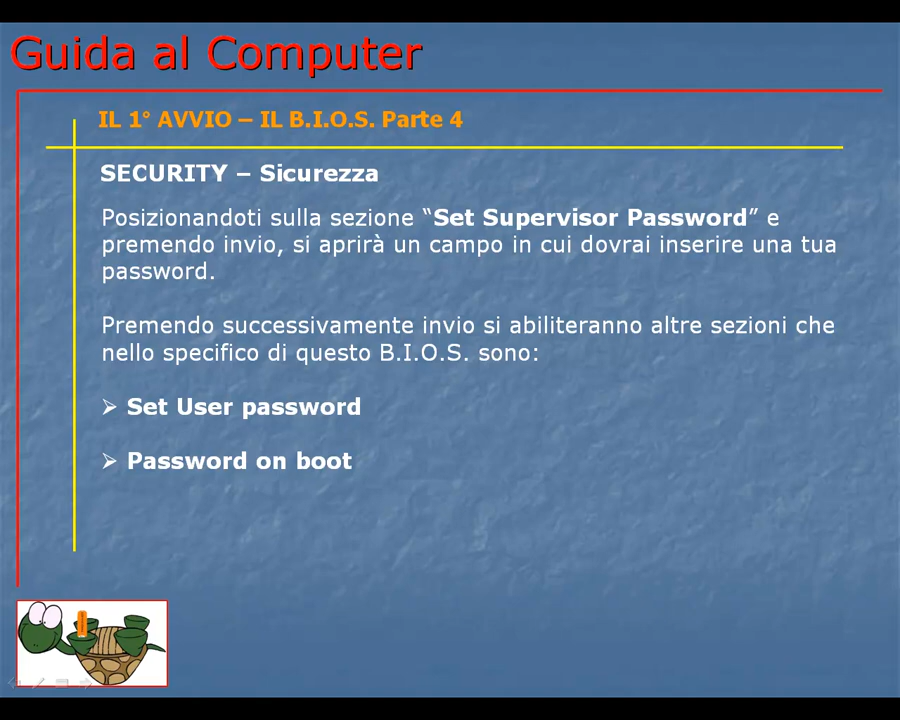 Guida al Computer
IL 1° AVVIO – IL B.I.O.S. Parte 4
SECURITY – Sicurezza
Posizionandoti sulla sezione “Set Supervisor Password” e
premendo invio, si aprirà un campo in cui dovrai inserire una tua
password.
Premendo successivamente invio si abiliteranno altre sezioni che
nello specifico di questo B.I.O.S. sono:
➢ Set User password
➢ Password on boot